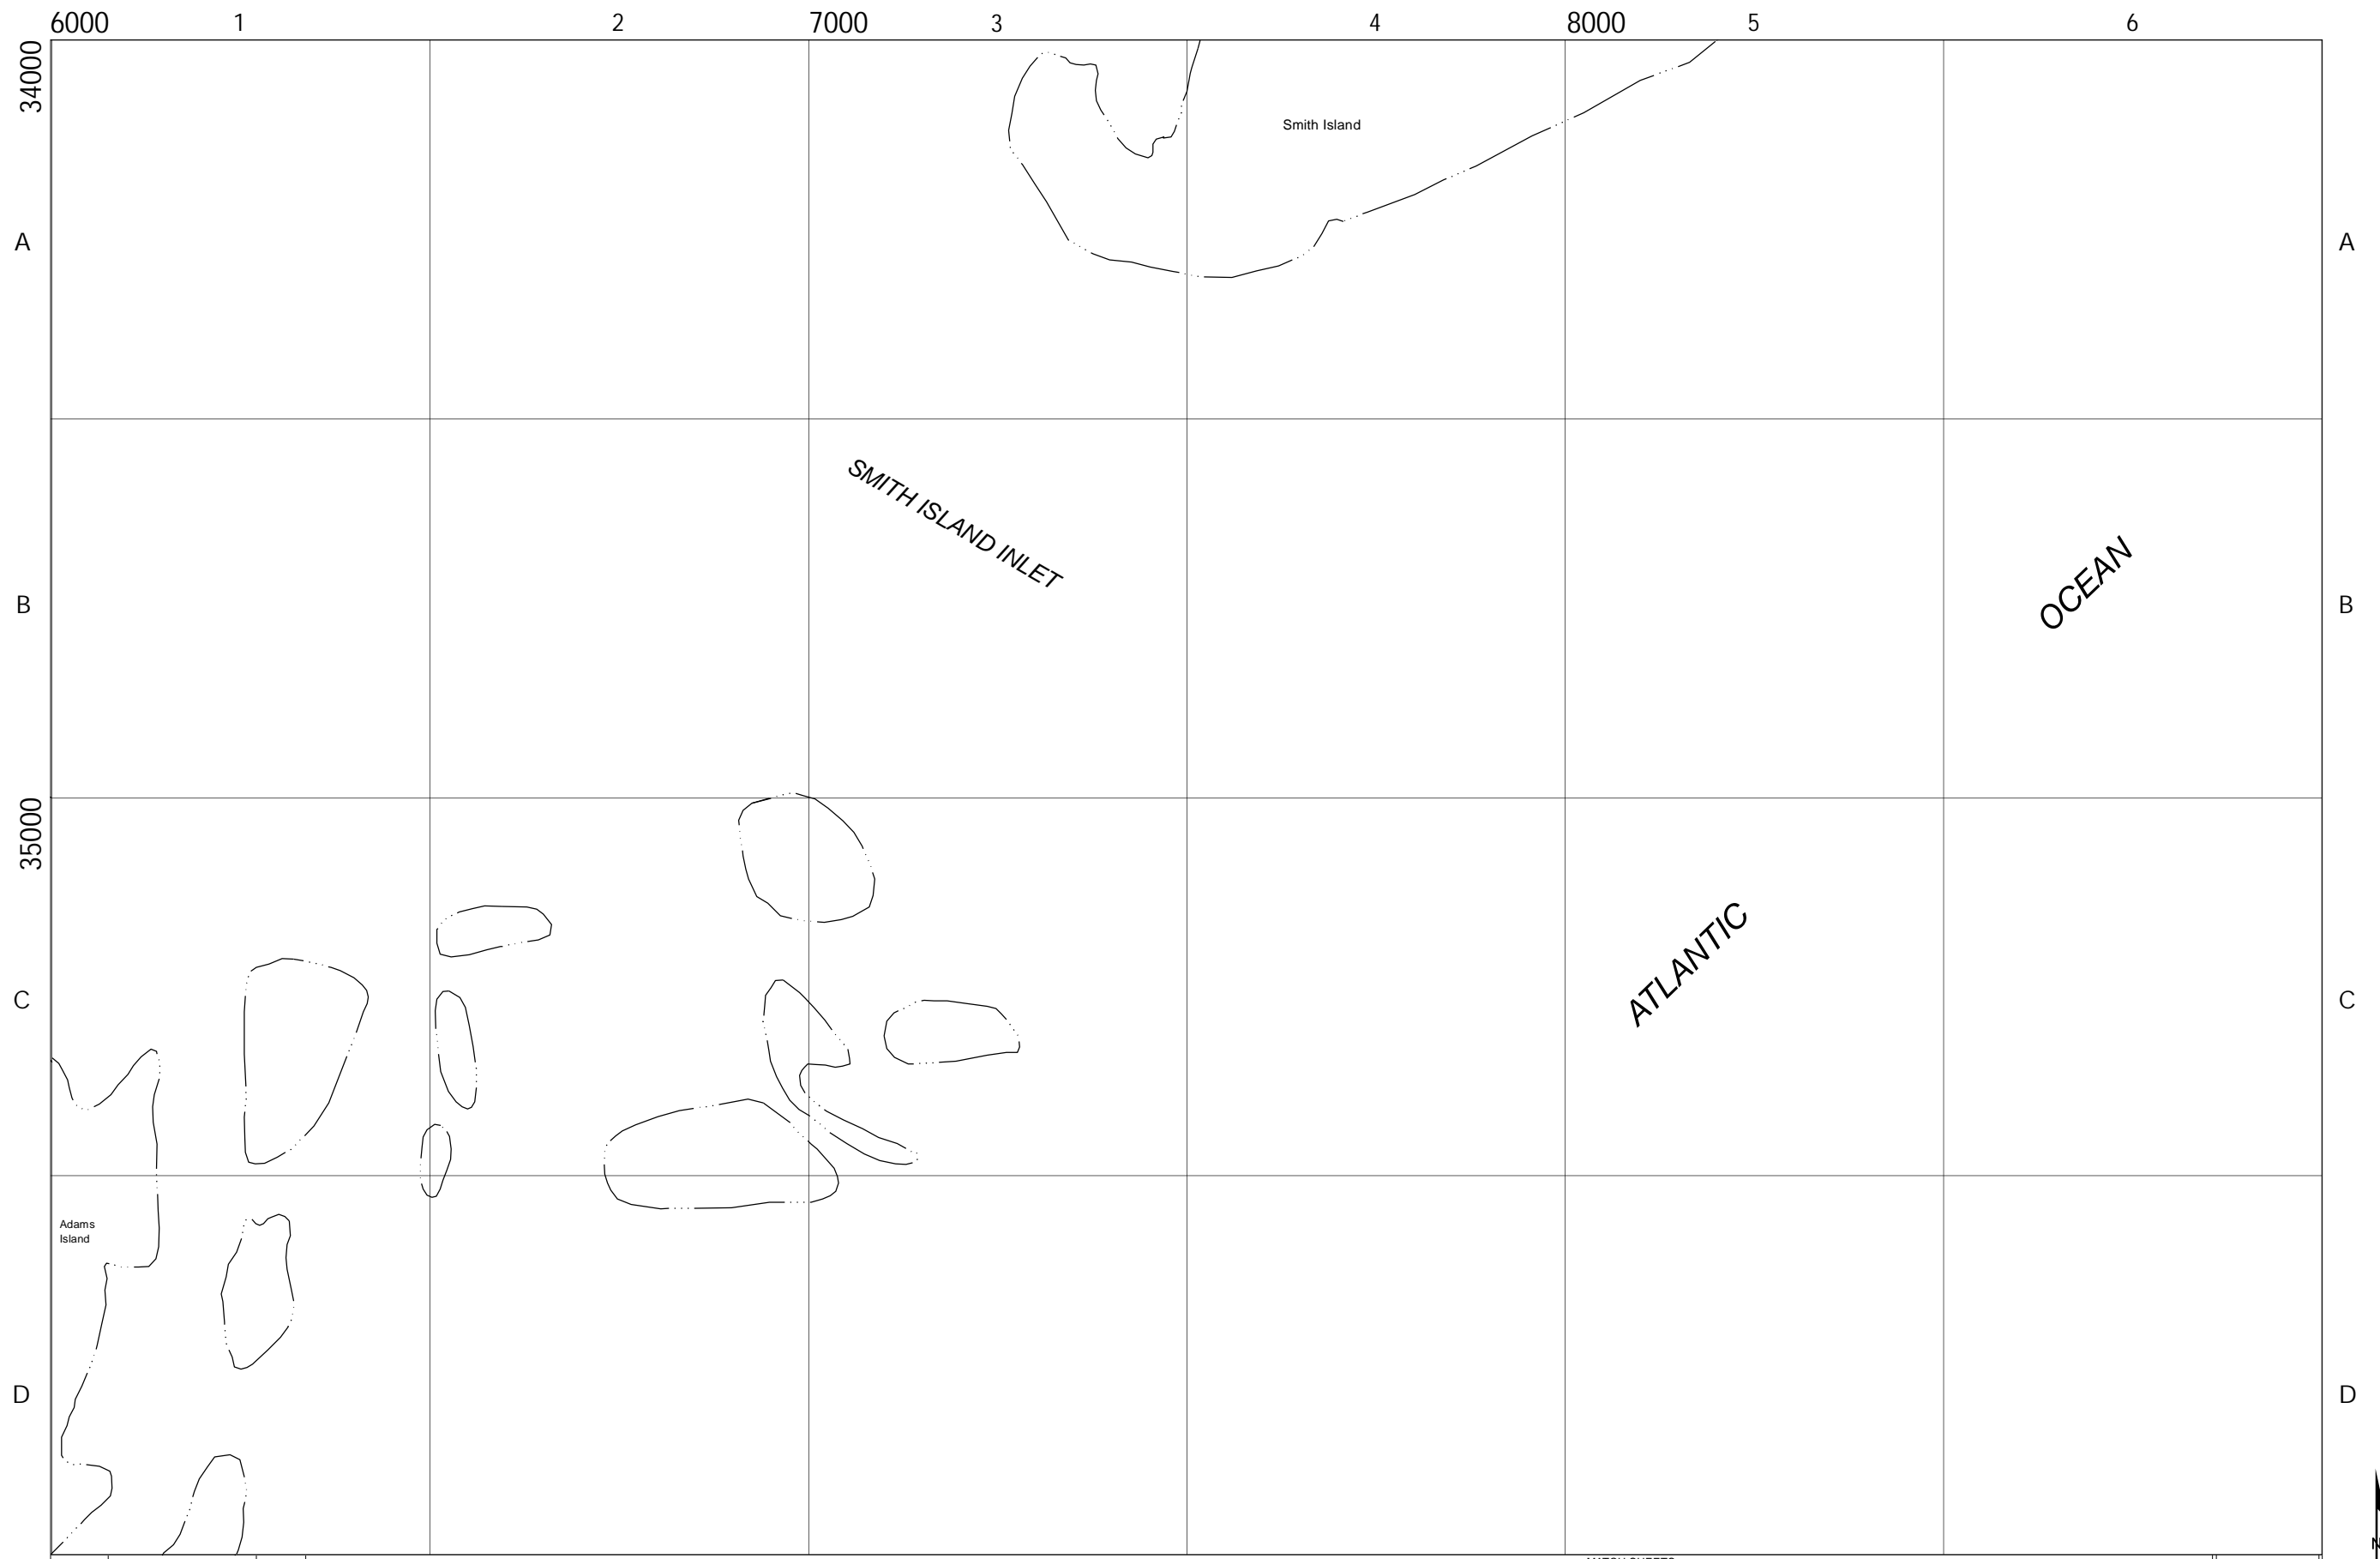 6000 1 2 7000 3 4 8000 5 6
34000
Smith Island
A A
SMITH ISLAND INLET
OCEAN
B B
35000
ATLANTIC
C C
Adams
Island
D D